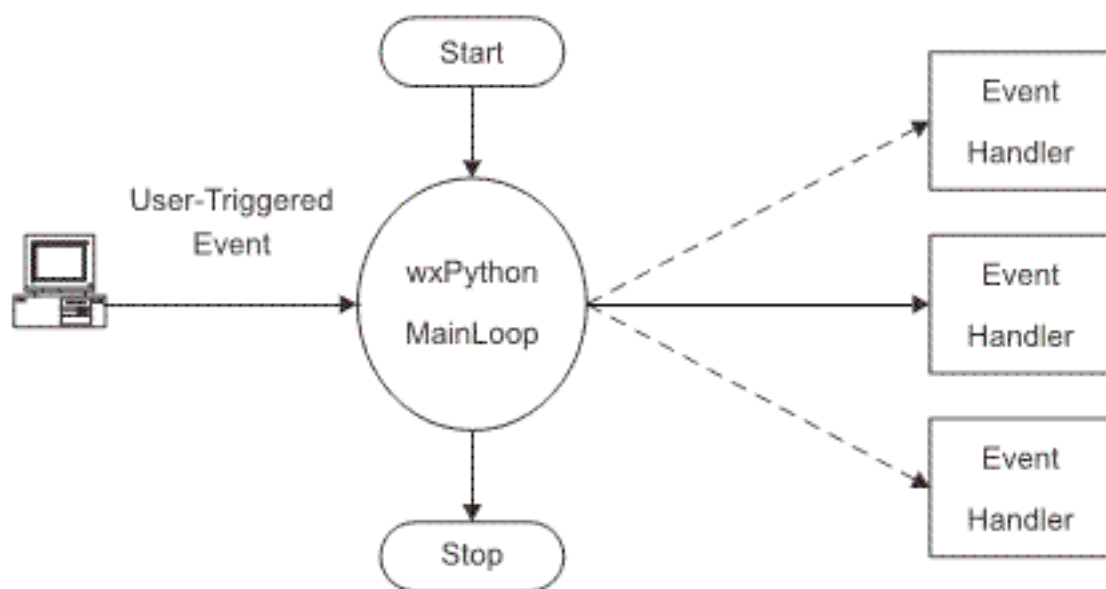 Start
User-Triggered
Event
wxPython
MainLoop
Stop
Event
Handler
Event
Handler
Event
Handler